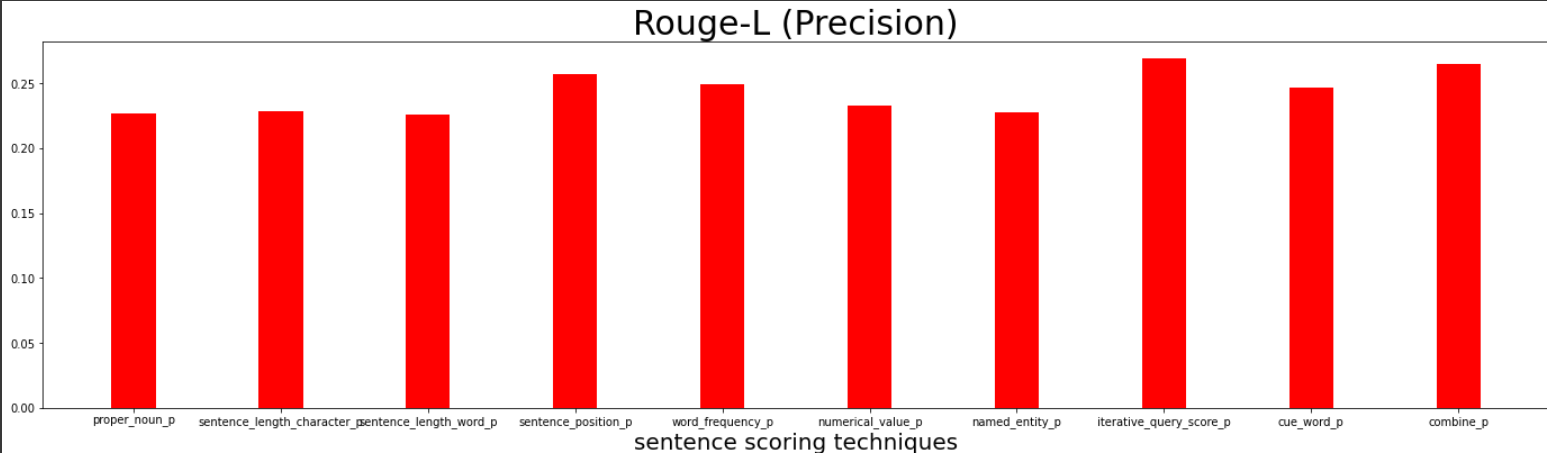 Rouge-L (Precision)
0.25
0.20
0.15
0.10
0.05
0.00
proper_noun_p sentence_length_character_p sentence_length_word_p sentence_position_p word_frequency_p numerical_value_p named_entity_p iterative_query_score_p cue_word_p combine_p
sentence scoring techniques